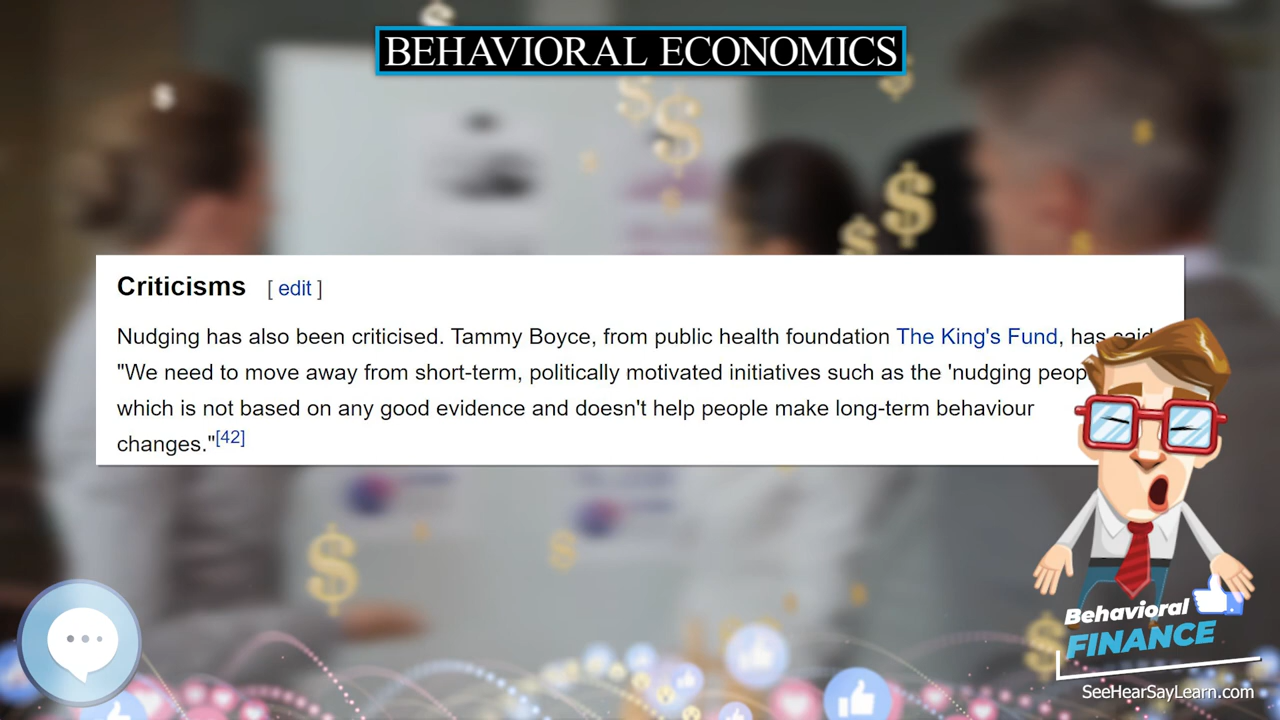 BEHAVIORAL ECONOMICS
Criticisms [ edit ]
Nudging has also been criticised. Tammy Boyce, from public health foundation The King's Fund, has said
"We need to move away from short-term, politically motivated initiatives such as the 'nudging
which is not based on any good evidence and doesn't help people make long-term behaviour
changes."[42]
Behavioral
FINANCE
SeeHearSayLearn.com